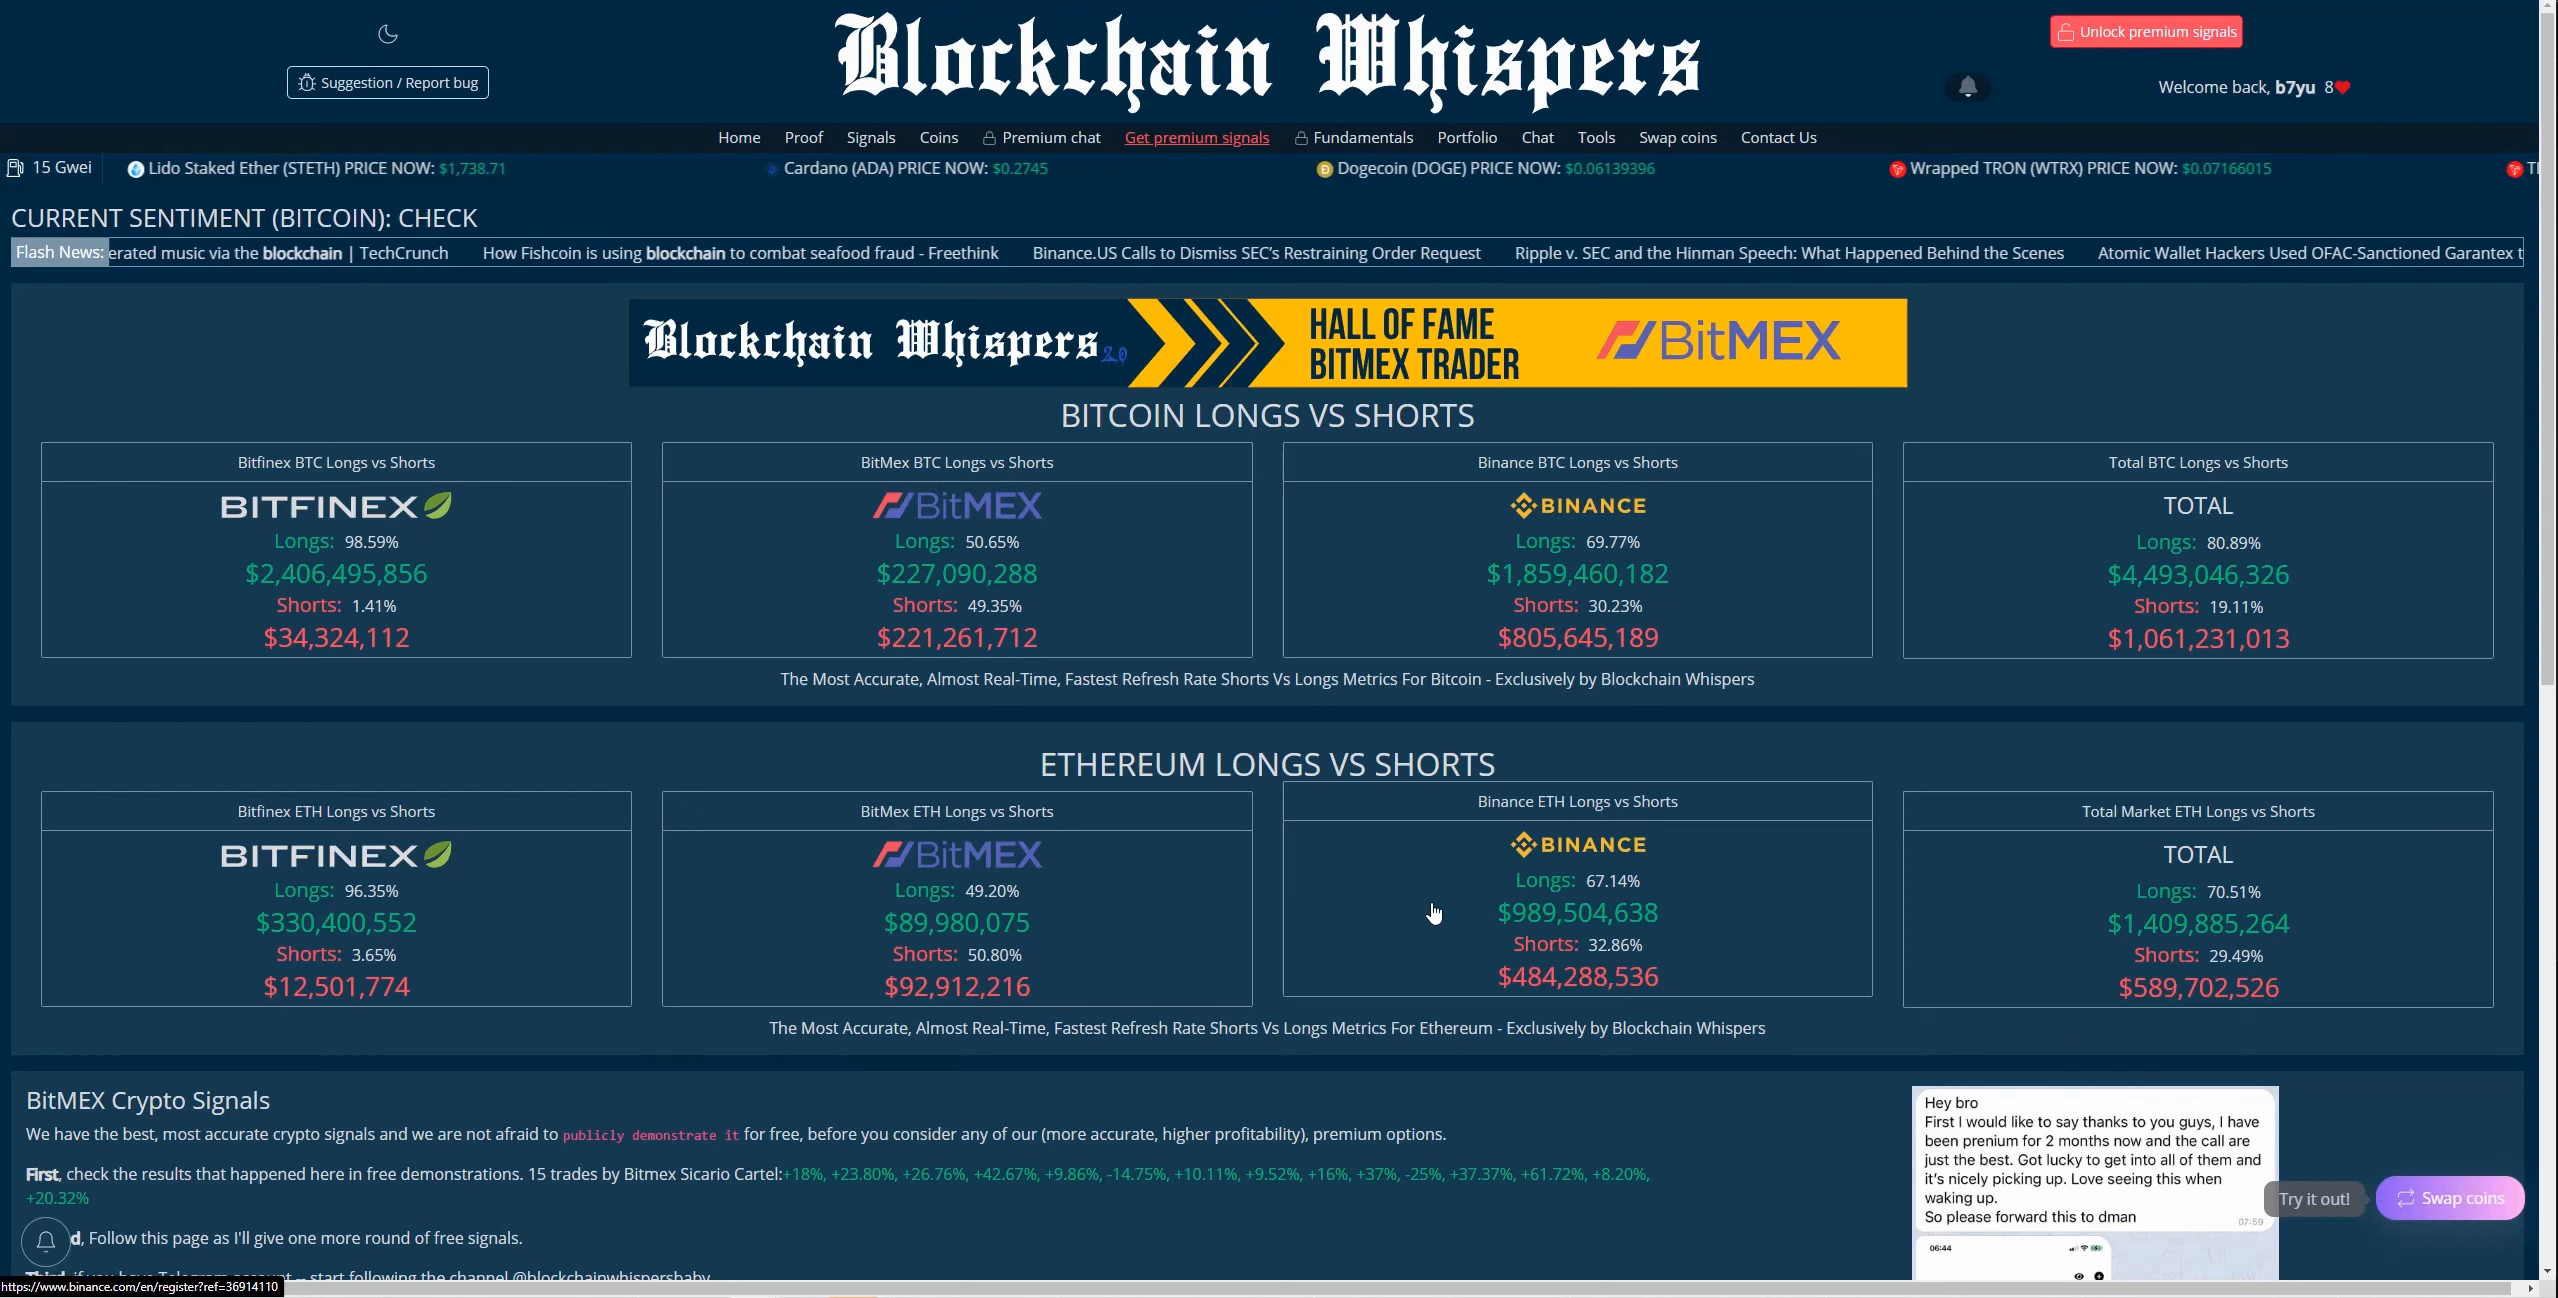 Blockchain Whispers
Unlock premium signals
Suggestion / Report bug
Welcome back, b7yu 8
Home Proof Signals Coins Premium chat Get premium signals Fundamentals Portfolio Chat Tools Swap coins Contact Us
15 Gwei Lido Staked Ether (STETH) PRICE NOW: $1,738.71 Cardano (ADA) PRICE NOW: $0.2745 Dogecoin (DOGE) PRICE NOW: $0.06139396 Wrapped TRON (WTRX) PRICE NOW: $0.07166015
CURRENT SENTIMENT (BITCOIN): CHECK
Flash News: erated music via the blockchain | TechCrunch How Fishcoin is using blockchain to combat seafood fraud - Freethink Binance.US Calls to Dismiss SEC’s Restraining Order Request Ripple v. SEC and the Hinman Speech: What Happened Behind the Scenes Atomic Wallet Hackers Used OFAC-Sanctioned Garantex t
Blockchain Whispers 2.0
HALL OF FAME
BITMEX TRADER
BitMEX
BITCOIN LONGS VS SHORTS
Bitfinex BTC Longs vs Shorts
BITFINEX
Longs: 98.59%
$2,406,495,856
Shorts: 1.41%
$34,324,112
BitMex BTC Longs vs Shorts
BitMEX
Longs: 50.65%
$227,090,288
Shorts: 49.35%
$221,261,712
Binance BTC Longs vs Shorts
BINANCE
Longs: 69.77%
$1,859,460,182
Shorts: 30.23%
$805,645,189
Total BTC Longs vs Shorts
TOTAL
Longs: 80.89%
$4,493,046,326
Shorts: 19.11%
$1,061,231,013
The Most Accurate, Almost Real-Time, Fastest Refresh Rate Shorts Vs Longs Metrics For Bitcoin - Exclusively by Blockchain Whispers
ETHEREUM LONGS VS SHORTS
Bitfinex ETH Longs vs Shorts
BITFINEX
Longs: 96.35%
$330,400,552
Shorts: 3.65%
$12,501,774
BitMex ETH Longs vs Shorts
BitMEX
Longs: 49.20%
$89,980,075
Shorts: 50.80%
$92,912,216
Binance ETH Longs vs Shorts
BINANCE
Longs: 67.14%
$989,504,638
Shorts: 32.86%
$484,288,536
Total Market ETH Longs vs Shorts
TOTAL
Longs: 70.51%
$1,409,885,264
Shorts: 29.49%
$589,702,526
The Most Accurate, Almost Real-Time, Fastest Refresh Rate Shorts Vs Longs Metrics For Ethereum - Exclusively by Blockchain Whispers
BitMEX Crypto Signals
We have the best, most accurate crypto signals and we are not afraid to publicly demonstrate it for free, before you consider any of our (more accurate, higher profitability), premium options.
First, check the results that happened here in free demonstrations. 15 trades by Bitmex Sicario Cartel:+18%, +23.80%, +26.76%, +42.67%, +9.86%, -14.75%, +10.11%, +9.52%, +16%, +37%, -25%, +37.37%, +61.72%, +8.20%,
+20.32%
d, Follow this page as I'll give one more round of free signals.
Third, if you have Telegram account – start following the channel @blockchainwhispersbaby
Hey bro
First I would like to say thanks to you guys, I have
been prenium for 2 months now and the call are
just the best. Got lucky to get into all of them and
it's nicely picking up. Love seeing this when
waking up.
So please forward this to dman
07:59
06:44
Try it out!
Swap coins
https://www.binance.com/en/register?ref=36914110